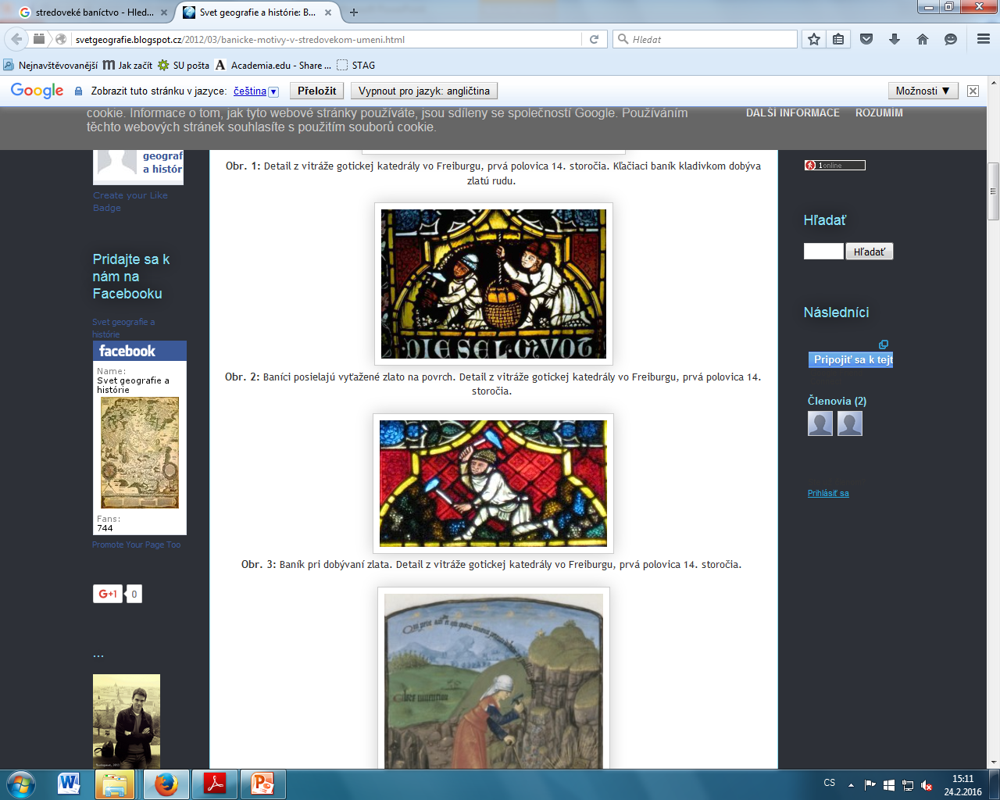 stredoveké baníctvo - Hled...
Svet geografie a histórie: B...
svetgeografie.blogspot.cz/2012/03/banicke-motivy-v-stredovekom-umeni.html
Hledat
Nejnavštěvovanější
Jak začít
SU pošta
Academia.edu - Share ...
STAG
Google
Zobrazit tuto stránku v jazyce:
čeština
Přeložit
Vypnout pro jazyk: angličtina
Možnosti ▼
cookie. Informace o tom, jak tyto webové stránky používáte, jsou sdíleny se společností Google. Používáním
těchto webových stránek souhlasíte s použitím souborů cookie.
DALŠÍ INFORMACE
ROZUMÍM
geograf
a histór
Create your Like
Badge
Pridajte sa k
nám na
Facebooku
Svet geografie a
histórie
facebook
Name:
Svet geografie a
histórie
Fans:
744
Promote Your Page Too
G+1
0
...
Obr. 1: Detail z vitráže gotickej katedrály vo Freiburgu, prvá polovica 14. storočia. Kľačiaci baník kladivkom dobýva
zlatú rudu.
DIESELMVOT
Obr. 2: Baníci posielajú vyťažené zlato na povrch. Detail z vitráže gotickej katedrály vo Freiburgu, prvá polovica 14.
storočia.
Obr. 3: Baník pri dobývaní zlata. Detail z vitráže gotickej katedrály vo Freiburgu, prvá polovica 14. storočia.
1 online
Hľadať
Hľadať
Následníci
Pripojiť sa k tejt
Členovia (2)
Prihlásiť sa
CS
15:11
24.2.2016